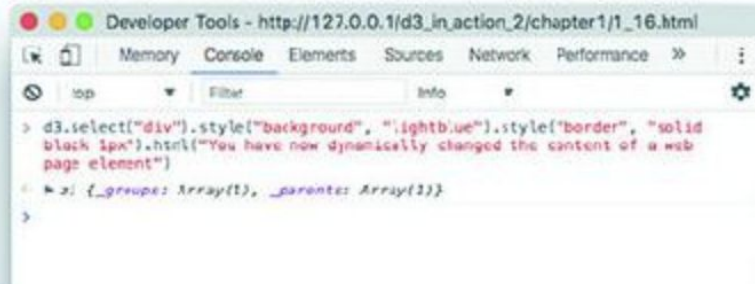 Developer Tools - http://127.0.0.1/d3_in_action_2/chapter1/1_16.html
Memory Console Elements Sources Network Performance »
top Filter Info
> d3.select("div").style("background", "lightblue").style("border", "solid
black 1px").html("You have now dynamically changed the content of a web
page element")
{_groups: Array(1), _parents: Array(1)}
>